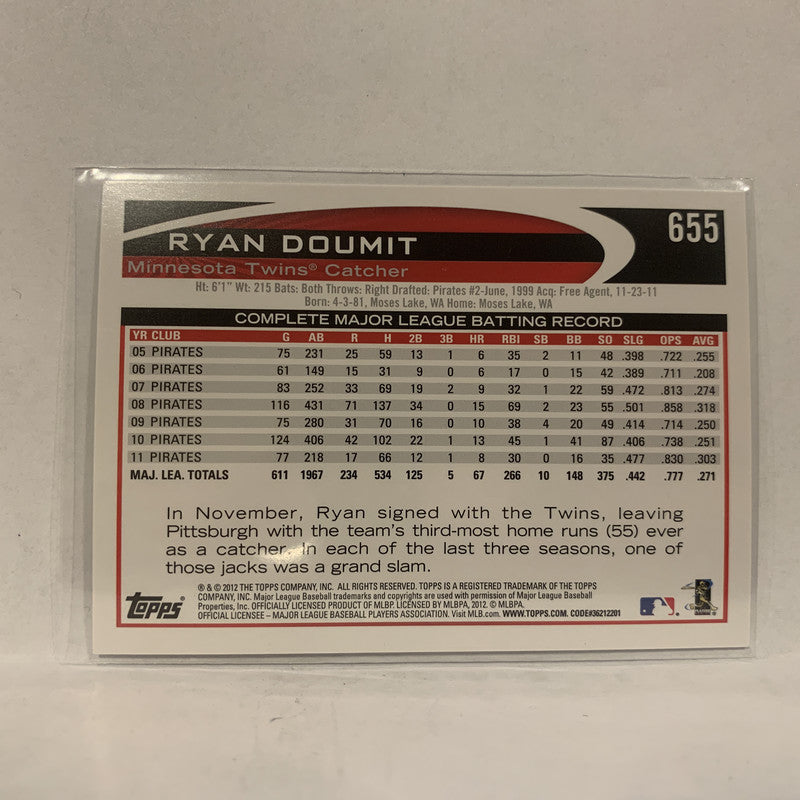 655
RYAN DOUMIT
Minnesota Twins® Catcher
Ht: 6'1" Wt: 215 Bats: Both Throws: Right Drafted: Pirates #2-June, 1999 Acq: Free Agent, 11-23-11
Born: 4-3-81, Moses Lake, WA Home: Moses Lake, WA
COMPLETE MAJOR LEAGUE BATTING RECORD
YR CLUB G AB R H 2B 3B HR RBI SB BB SO SLG OPS AVG
05 PIRATES 75 231 25 59 13 1 6 35 2 11 48 .398 .722 .255
06 PIRATES 61 149 15 31 9 0 6 17 0 15 42 .389 .711 .208
07 PIRATES 83 252 33 69 19 2 9 32 1 22 59 .472 .813 .274
08 PIRATES 116 431 71 137 34 0 15 69 2 23 55 .501 .858 .318
09 PIRATES 75 280 31 70 16 0 10 38 4 20 49 .414 .714 .250
10 PIRATES 124 406 42 102 22 1 13 45 1 41 87 .406 .738 .251
11 PIRATES 77 218 17 66 12 1 8 30 0 16 35 .477 .830 .303
MAJ. LEA. TOTALS 611 1967 234 534 125 5 67 266 10 148 375 .442 .777 .271
In November, Ryan signed with the Twins, leaving
Pittsburgh with the team's third-most home runs (55) ever
as a catcher. In each of the last three seasons, one of
those jacks was a grand slam.
® & © 2012 THE TOPPS COMPANY, INC. ALL RIGHTS RESERVED. TOPPS IS A REGISTERED TRADEMARK OF THE TOPPS
COMPANY, INC. Major League Baseball trademarks and copyrights are used with permission of Major League Baseball
Properties, Inc. OFFICIALLY LICENSED PRODUCT OF MLBP. LICENSED BY MLBPA, 2012. © MLBPA.
OFFICIAL LICENSEE – MAJOR LEAGUE BASEBALL PLAYERS ASSOCIATION. Visit MLB.com. WWW.TOPPS.COM. CODE#36212201
TOPPS